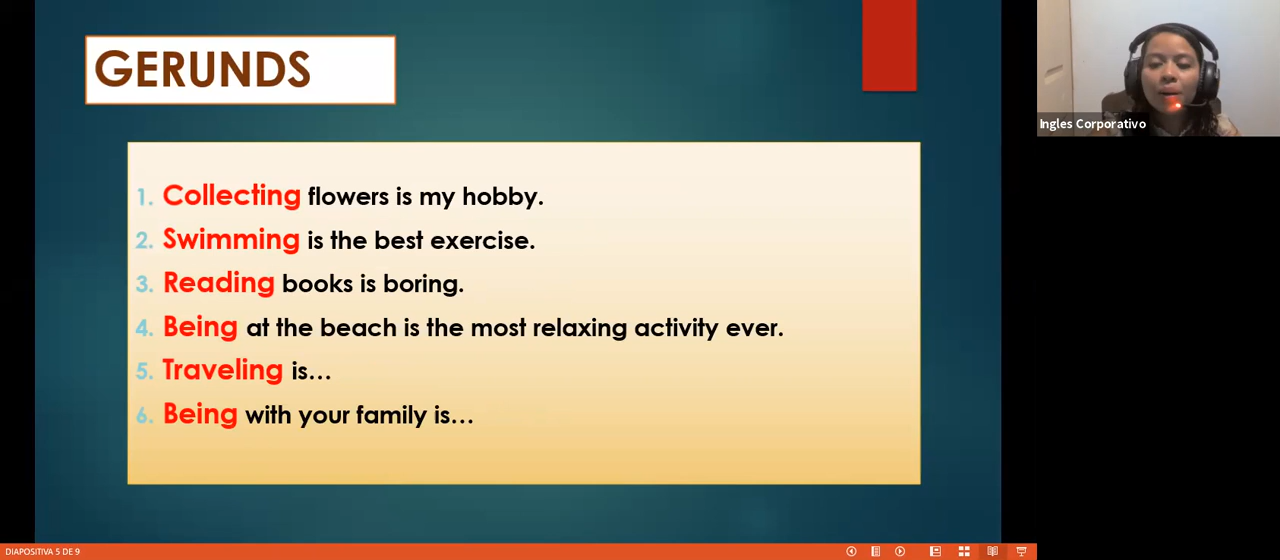 GERUNDS
1. Collecting flowers is my hobby.
2. Swimming is the best exercise.
3. Reading books is boring.
4. Being at the beach is the most relaxing activity ever.
5. Traveling is…
6. Being with your family is…
Ingles Corporativo
DIAPOSITIVA 5 DE 9